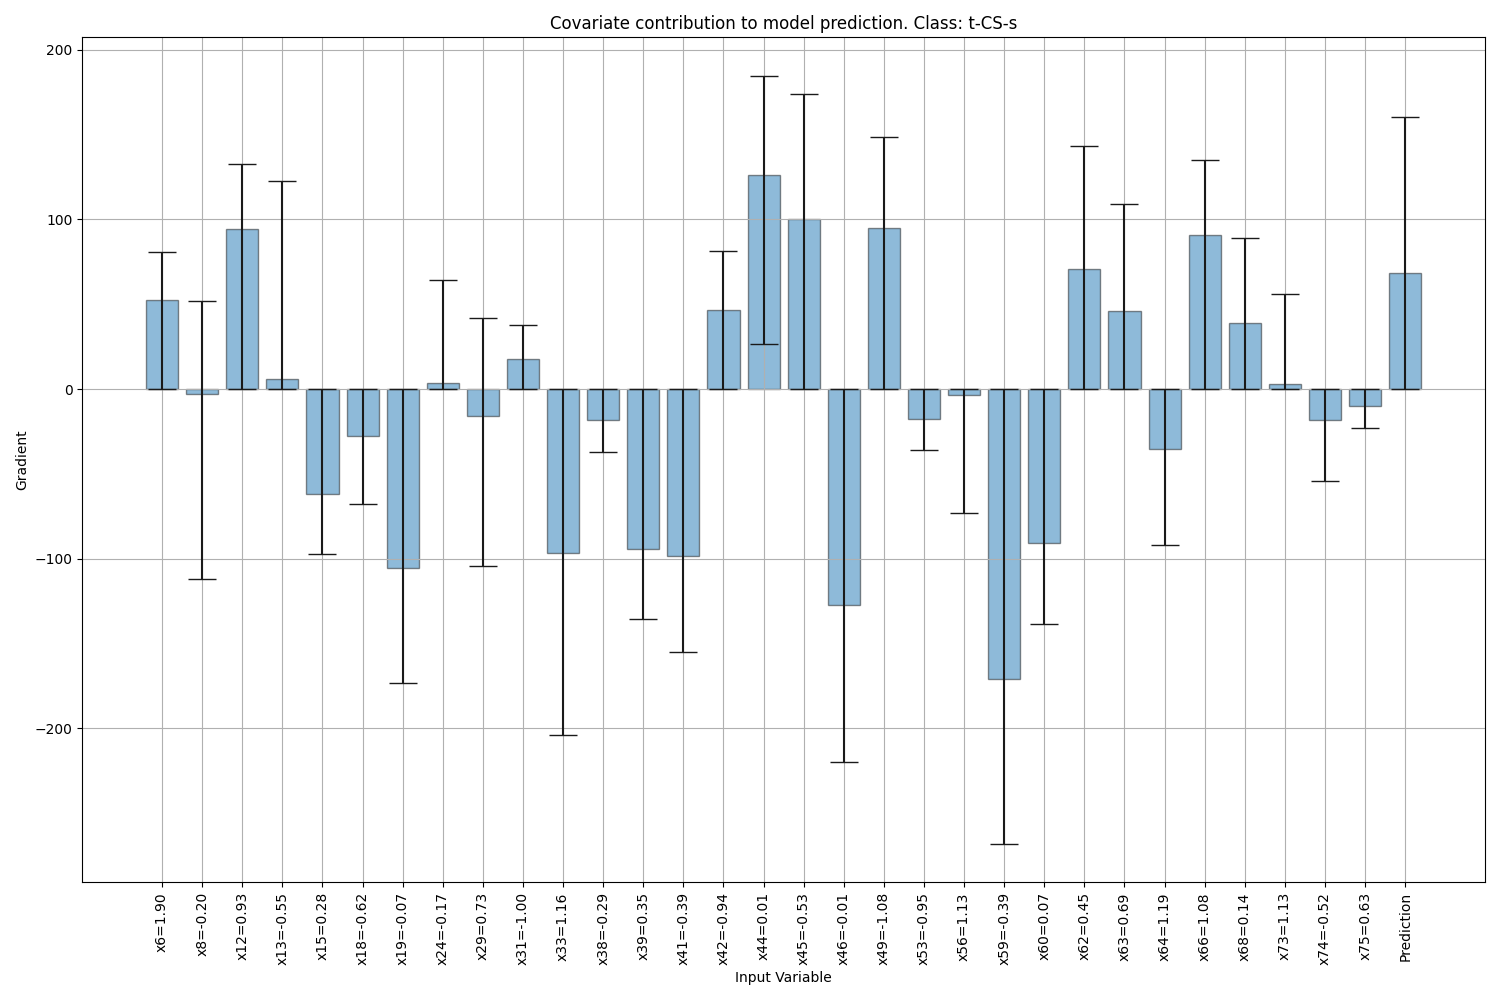 Covariate contribution to model prediction. Class: t-CS-s
200
100
0
−100
−200
Gradient
x6=1.90
x8=-0.20
x12=0.93
x13=-0.55
x15=0.28
x18=-0.62
x19=-0.07
x24=-0.17
x29=0.73
x31=-1.00
x33=1.16
x38=-0.29
x39=0.35
x41=-0.39
x42=-0.94
x44=0.01
x45=-0.53
x46=-0.01
x49=-1.08
x53=-0.95
x56=1.13
x59=-0.39
x60=0.07
x62=0.45
x63=0.69
x64=1.19
x66=1.08
x68=0.14
x73=1.13
x74=-0.52
x75=0.63
Prediction
Input Variable